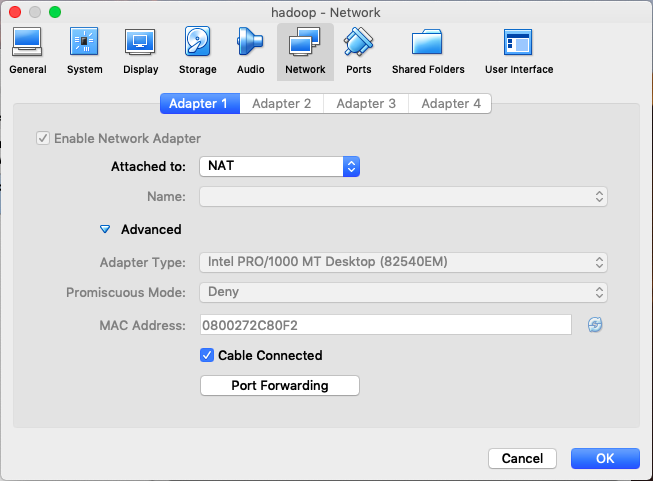 hadoop - Network
General System Display Storage Audio Network Ports Shared Folders User Interface
Adapter 1 Adapter 2 Adapter 3 Adapter 4
Enable Network Adapter
Attached to: NAT
Name:
Advanced
Adapter Type: Intel PRO/1000 MT Desktop (82540EM)
Promiscuous Mode: Deny
MAC Address: 0800272C80F2
Cable Connected
Port Forwarding
Cancel OK